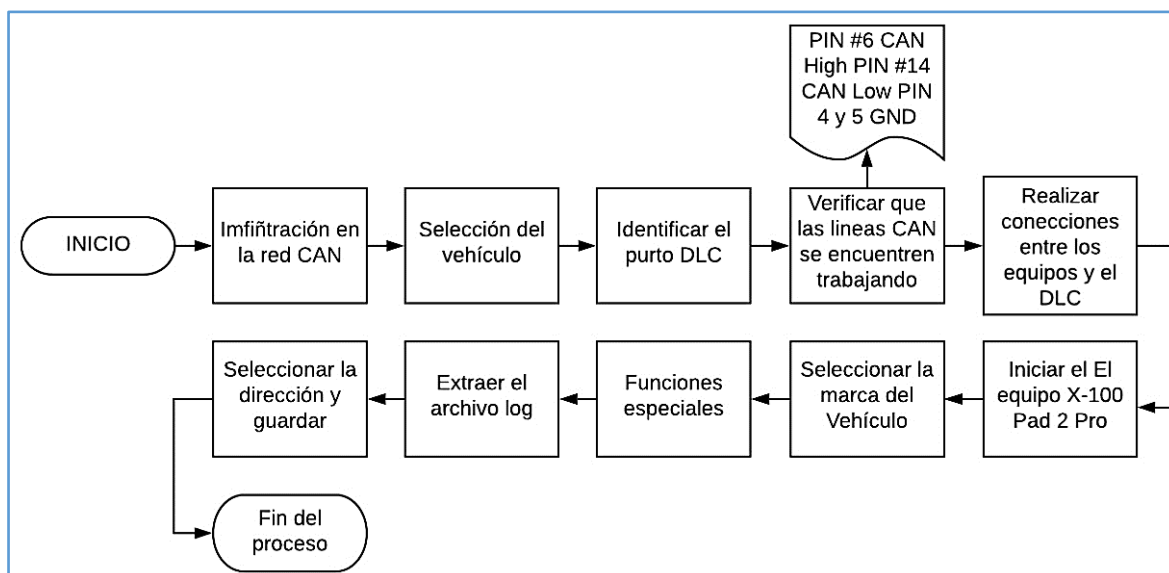 PIN #6 CAN
High PIN #14
CAN Low PIN
4 y 5 GND
INICIO
Imfiñtración en
la red CAN
Selección del
vehículo
Identificar el
purto DLC
Verificar que
las lineas CAN
se encuentren
trabajando
Realizar
conecciones
entre los
equipos y el
DLC
Iniciar el El
equipo X-100
Pad 2 Pro
Seleccionar la
marca del
Vehículo
Funciones
especiales
Extraer el
archivo log
Seleccionar la
dirección y
guardar
Fin del
proceso